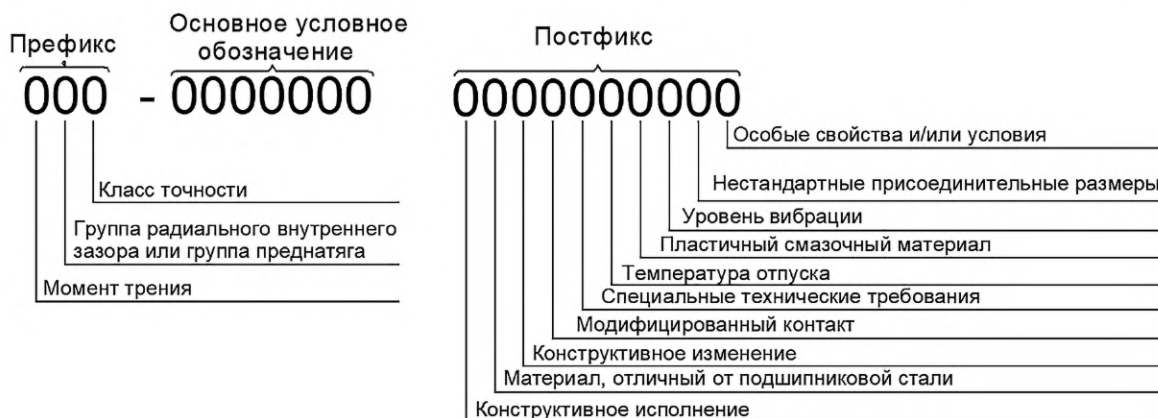 Префикс
Основное условное
обозначение
Постфикс
000 - 0000000 0000000000
Особые свойства и/или условия
Класс точности
Нестандартные присоединительные размеры
Уровень вибрации
Группа радиального внутреннего
зазора или группа преднатяга
Пластичный смазочный материал
Температура отпуска
Момент трения
Специальные технические требования
Модифицированный контакт
Конструктивное изменение
Материал, отличный от подшипниковой стали
Конструктивное исполнение